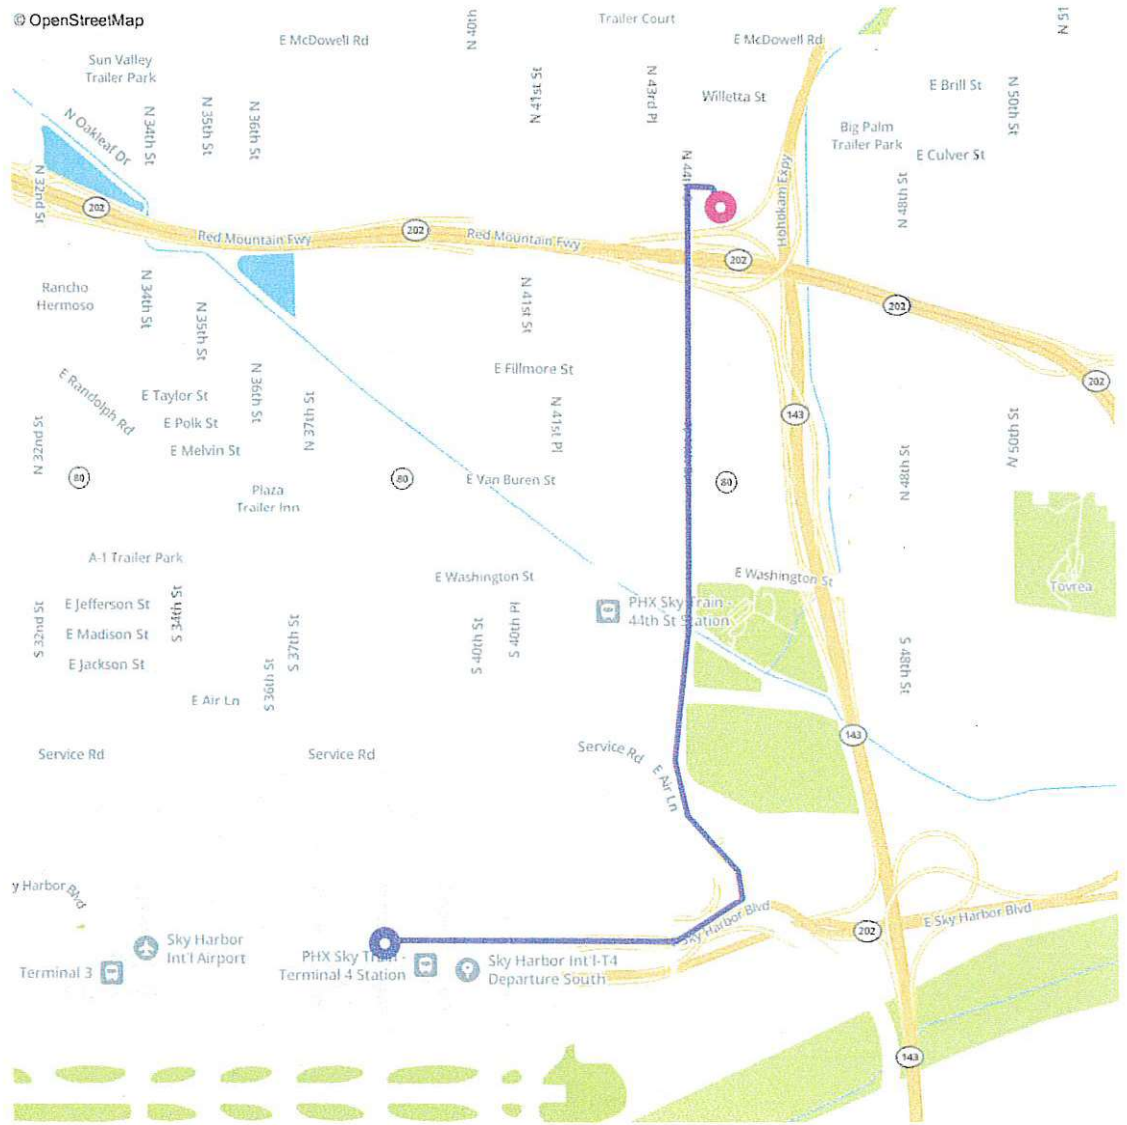 © OpenStreetMap
Trailer Court
N 40th
N 51
E McDowell Rd
E McDowell Rd
Sun Valley
Trailer Park
N 41st St
N 43rd Pl
Willetta St
E Brill St
N 50th St
N Oakleaf Dr
N 34th St
N 35th St
N 36th St
Big Palm
Trailer Park
E Culver St
N 44th
N 32nd St
N 48th St
Hohokam Expy
202
Red Mountain Fwy
202
Red Mountain Fwy
202
202
Rancho
Hermoso
N 34th St
N 35th St
N 41st St
E Fillmore St
202
E Randolph Rd
E Taylor St
N 36th St
N 37th St
N 41st Pl
143
E Polk St
E Melvin St
N 32nd St
N 48th St
N 50th St
80
80
E Van Buren St
80
Plaza
Trailer Inn
A-1 Trailer Park
E Washington St
E Washington St
Tovrea
E Jefferson St
S 34th St
PHX Sky Train -
44th St Station
S 32nd St
E Madison St
S 37th St
S 40th St
S 40th Pl
E Jackson St
S 36th St
S 48th St
E Air Ln
143
Service Rd
Service Rd
Service Rd
E Air Ln
y Harbor Blvd
Sky Harbor Blvd
E Sky Harbor Blvd
202
Sky Harbor
Int'l Airport
Terminal 3
PHX Sky Train -
Terminal 4 Station
Sky Harbor Int'l-T4
Departure South
143